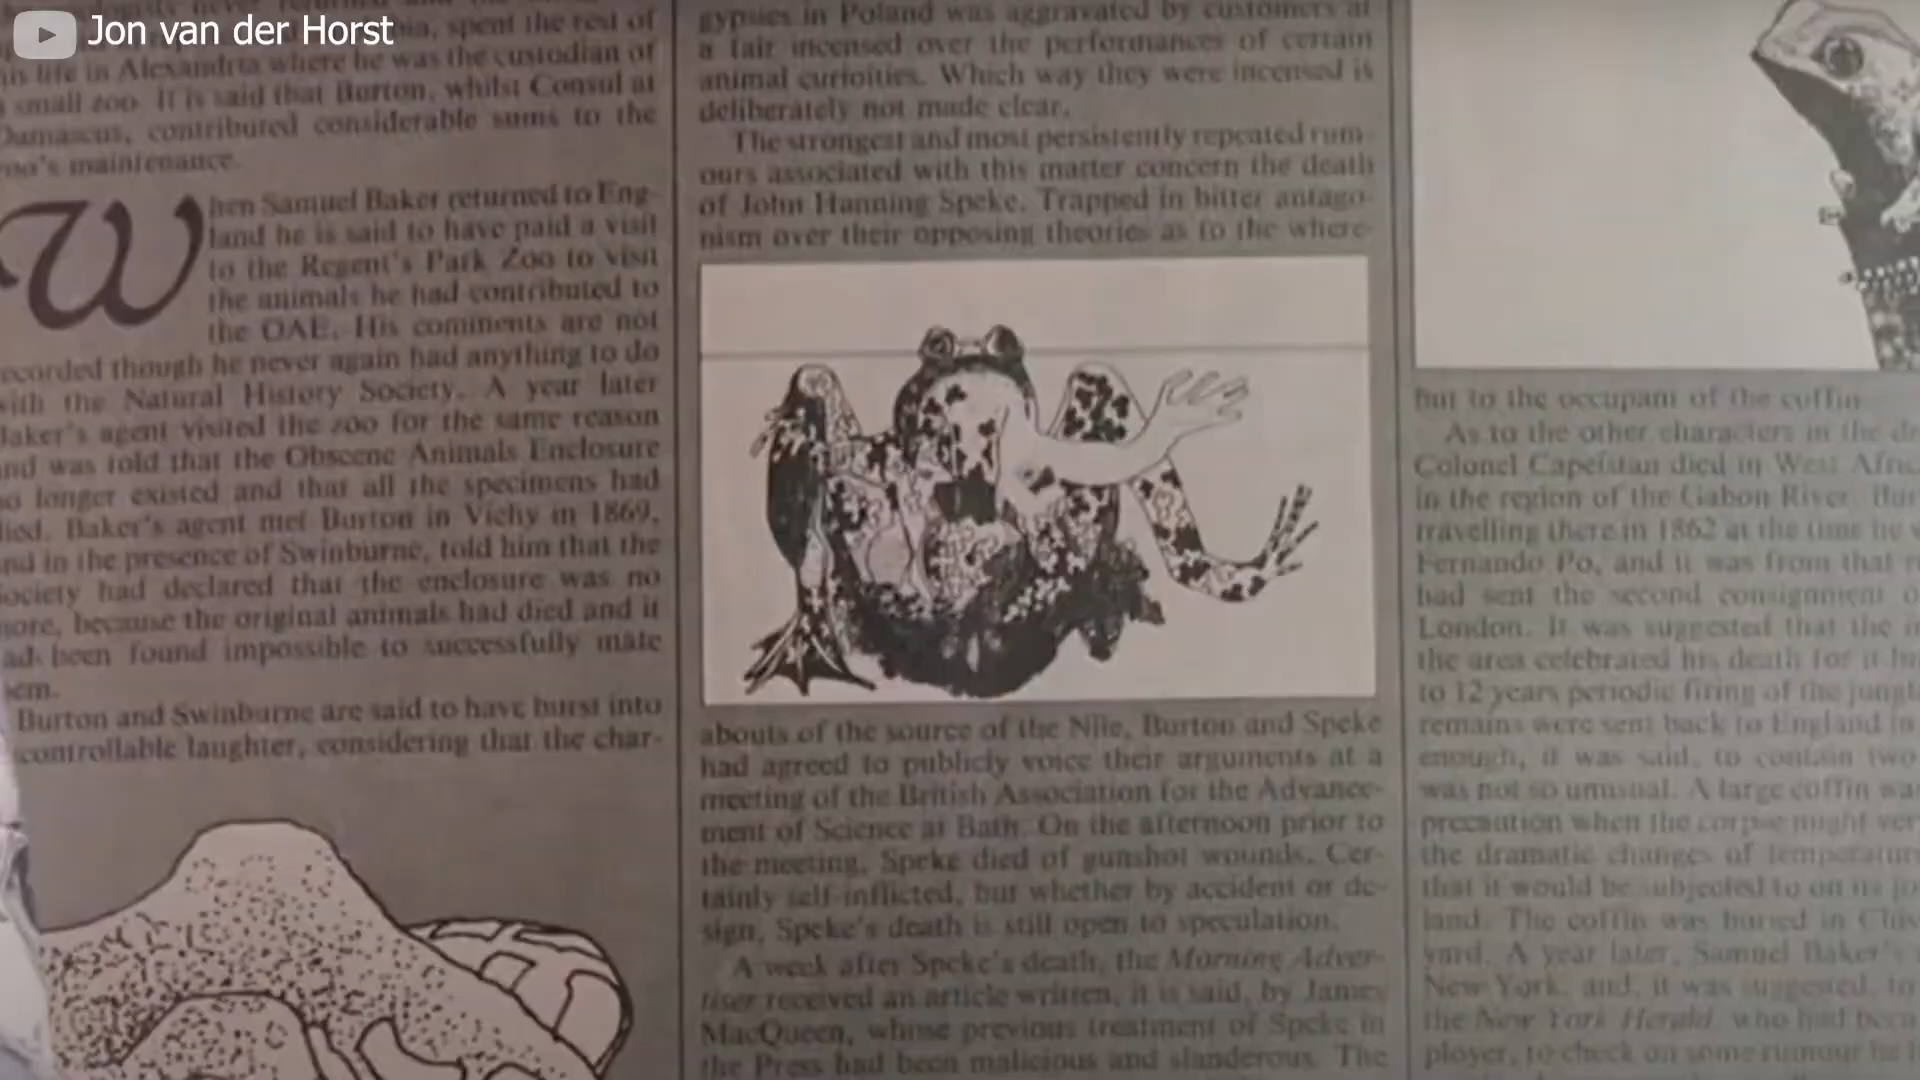 Jon van der Horst
spent the rest of
his life in Alexandria where he was the custodian of
small zoo. It is said that Burton, whilst Consul at
Damascus, contributed considerable sums to the
zoo's maintenance.
When Samuel Baker returned to Eng-
land he is said to have paid a visit
to the Regent's Park Zoo to visit
the animals he had contributed to
the OAE. His comments are not
ecorded though he never again had anything to do
with the Natural History Society. A year later
Baker's agent visited the zoo for the same reason
nd was told that the Obscene Animals Enclosure
no longer existed and that all the specimens had
died. Baker's agent met Burton in Vichy in 1869,
nd in the presence of Swinburne, told him that the
ociety had declared that the enclosure was no
ore, because the original animals had died and it
ad been found impossible to successfully mate
em.
Burton and Swinburne are said to have burst into
controllable laughter, considering that the char-
gypsies in Poland was aggravated by customers at
a fair incensed over the performances of certain
animal curioities. Which way they were incensed is
deliberately not made clear.
The strongest and most persistently repeated rum-
ours associated with this matter concern the death
of John Hanning Speke. Trapped in bitter antago-
nism over their opposing theories as to the where-
abouts of the source of the Nile, Burton and Speke
had agreed to publicly voice their arguments at a
meeting of the British Association for the Advance-
ment of Science at Bath. On the afternoon prior to
the meeting, Speke died of gunshot wounds. Cer-
tainly self-inflicted, but whether by accident or de-
sign, Speke's death is still open to speculation.
A week after Speke's death, the Morning Adver-
tiser received an article written, it is said, by James
MacQueen, whose previous treatment of Speke in
the Press had been malicious and slanderous. The
but to the occupant of the coffin
As to the other characters in the
Colonel Capelstan died in West
in the region of the Gabon River.
travelling there in 1862 at the time he
Fernando Po, and it was from that
had sent the second consignment
London. It was suggested that the
the area celebrated his death for
to 12 years periodic firing of the
remains were sent back to England in
enough, it was said, to contain two
was not so unusual. A large coffin was
precaution when the corpse might
the dramatic changes of
that it would be subjected to on its
land. The coffin was buried in
yard. A year later, Samuel Baker's
New York, and, it was suggested,
the New York Herald, who had been
ployer, to check on some rumour he